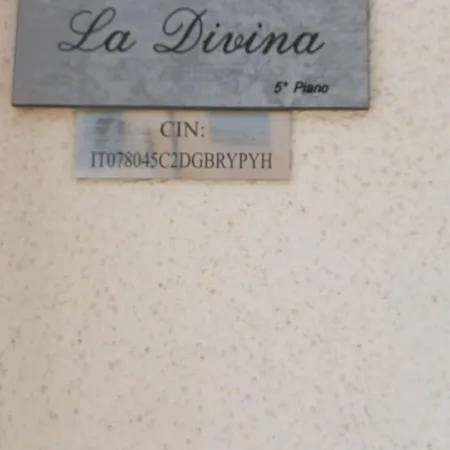 La Divina
5° Piano
CIN:
IT078045C2DGBRYPYH